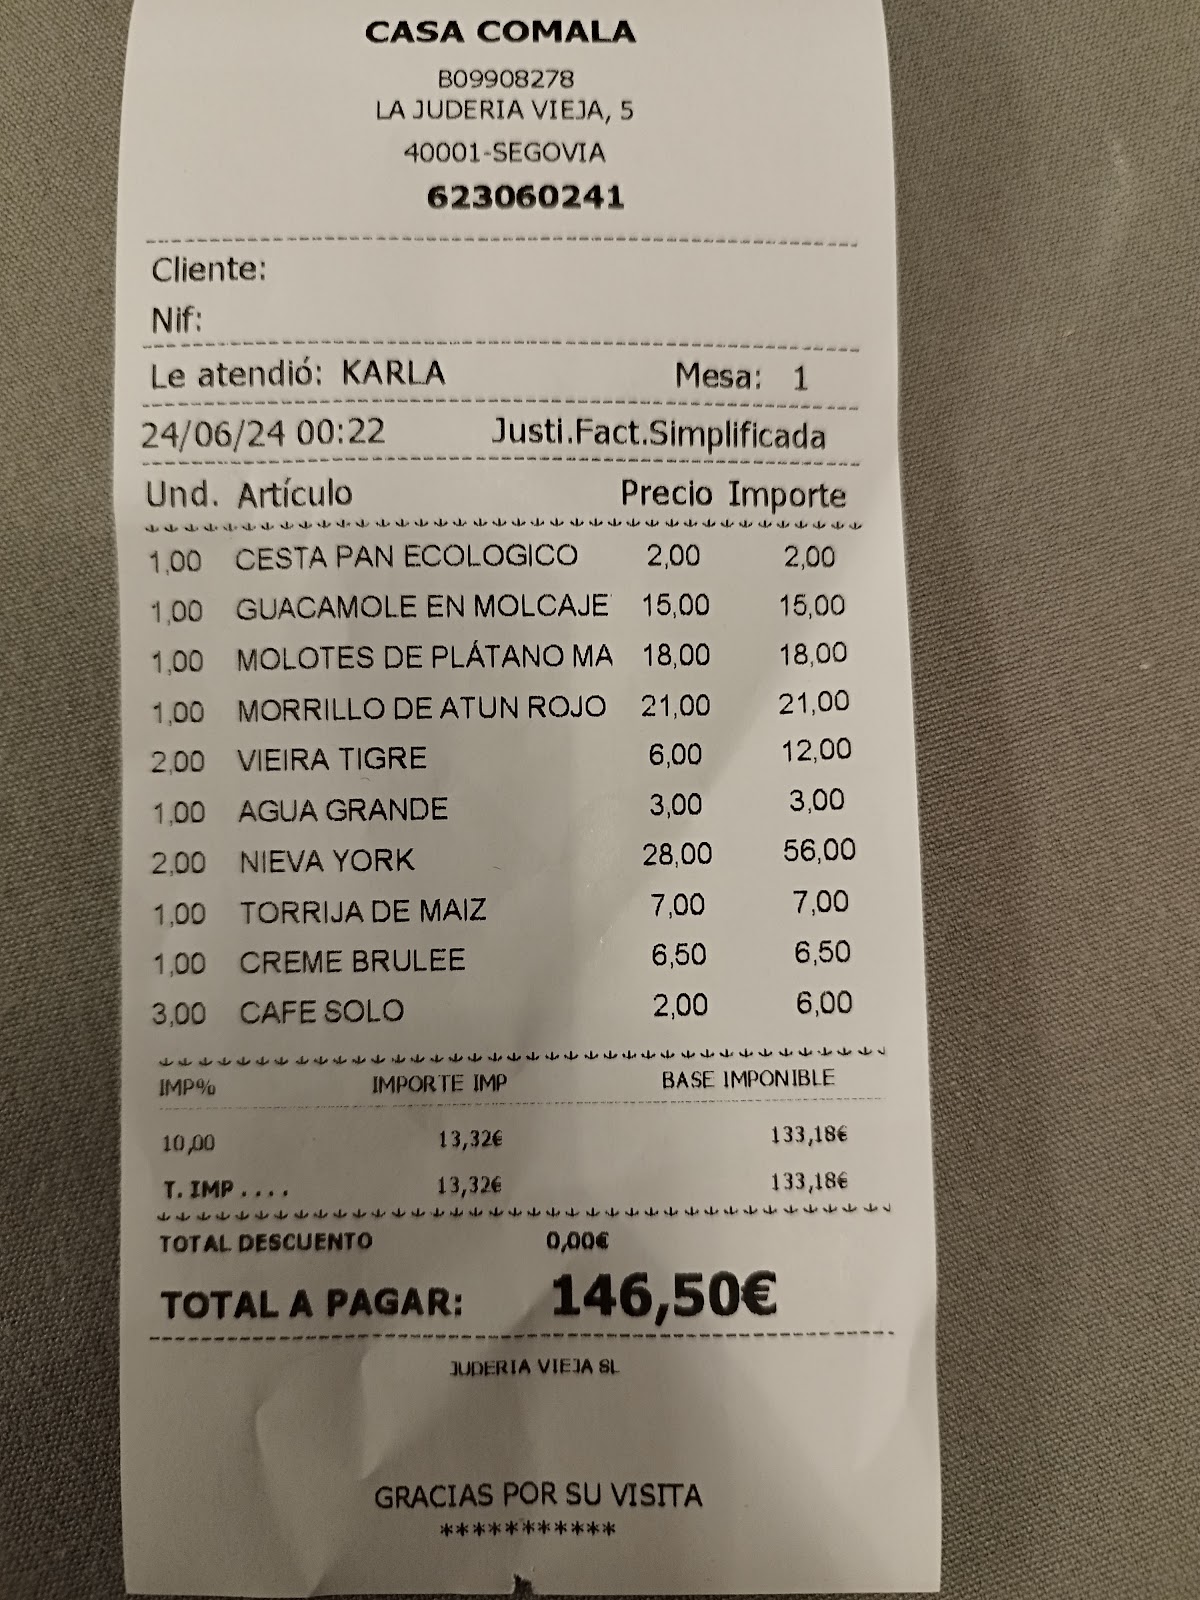 CASA COMALA
B09908278
LA JUDERIA VIEJA, 5
40001-SEGOVIA
623060241
Cliente:
Nif:
Le atendió: KARLA Mesa: 1
24/06/24 00:22 Justi.Fact.Simplificada
Und. Artículo Precio Importe
1,00 CESTA PAN ECOLOGICO 2,00 2,00
1,00 GUACAMOLE EN MOLCAJE 15,00 15,00
1,00 MOLOTES DE PLÁTANO MA 18,00 18,00
1,00 MORRILLO DE ATUN ROJO 21,00 21,00
2,00 VIEIRA TIGRE 6,00 12,00
1,00 AGUA GRANDE 3,00 3,00
2,00 NIEVA YORK 28,00 56,00
1,00 TORRIJA DE MAIZ 7,00 7,00
1,00 CREME BRULEE 6,50 6,50
3,00 CAFE SOLO 2,00 6,00
IMP% IMPORTE IMP BASE IMPONIBLE
10,00 13,32€ 133,18€
T. IMP.... 13,32€ 133,18€
TOTAL DESCUENTO 0,00€
TOTAL A PAGAR: 146,50€
JUDERIA VIEJA SL
GRACIAS POR SU VISITA
***********